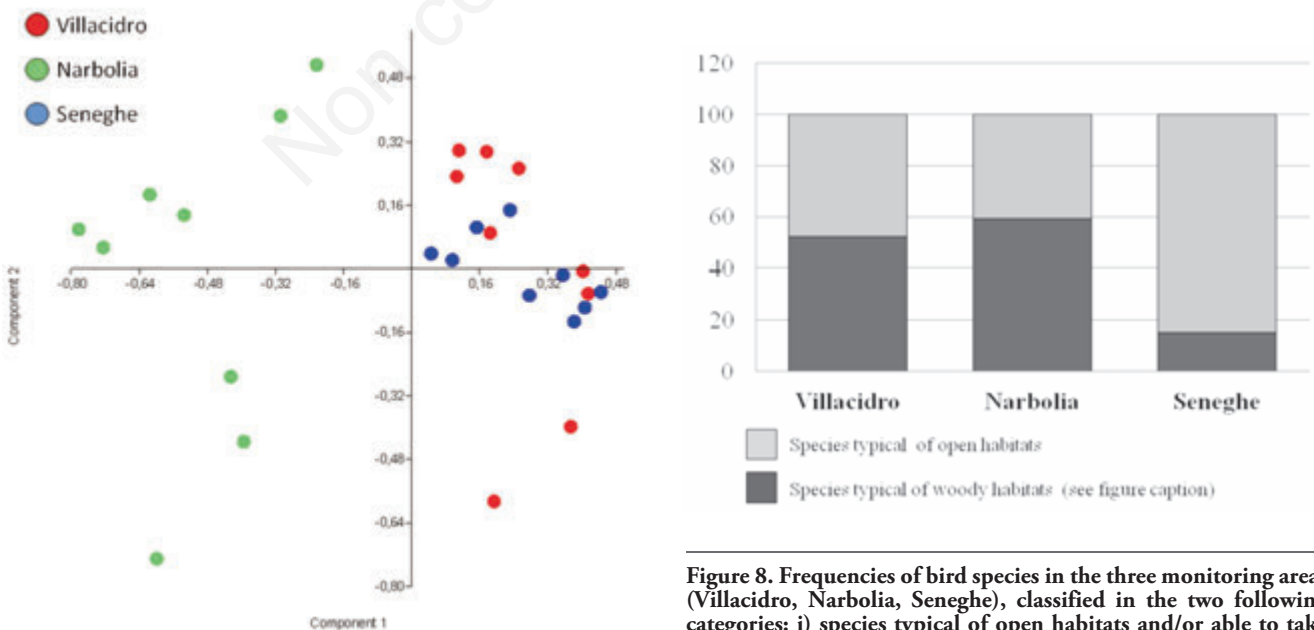 Villacidro
Narbolia
Seneghe
Non co
0,48
0,32
0,16
-0,80 -0,64 -0,48 -0,32 -0,16 0,16 0,32 0,48
-0,16
-0,32
-0,48
-0,64
-0,80
Component 2
Component 1
120
100
80
60
40
20
0
Villacidro Narbolia Seneghe
Species typical of open habitats
Species typical of woody habitats (see figure caption)
Figure 8. Frequencies of bird species in the three monitoring area
(Villacidro, Narbolia, Seneghe), classified in the two followin
categories: i) species typical of open habitats and/or able to tak